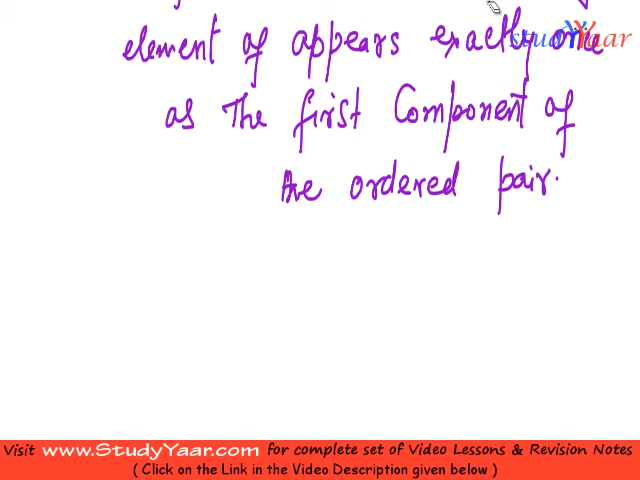 element of appears exactly one
studYYaar
as the first Component of
the ordered pair.
Visit www.StudyYaar.com for complete set of Video Lessons & Revision Notes
( Click on the Link in the Video Description given below )